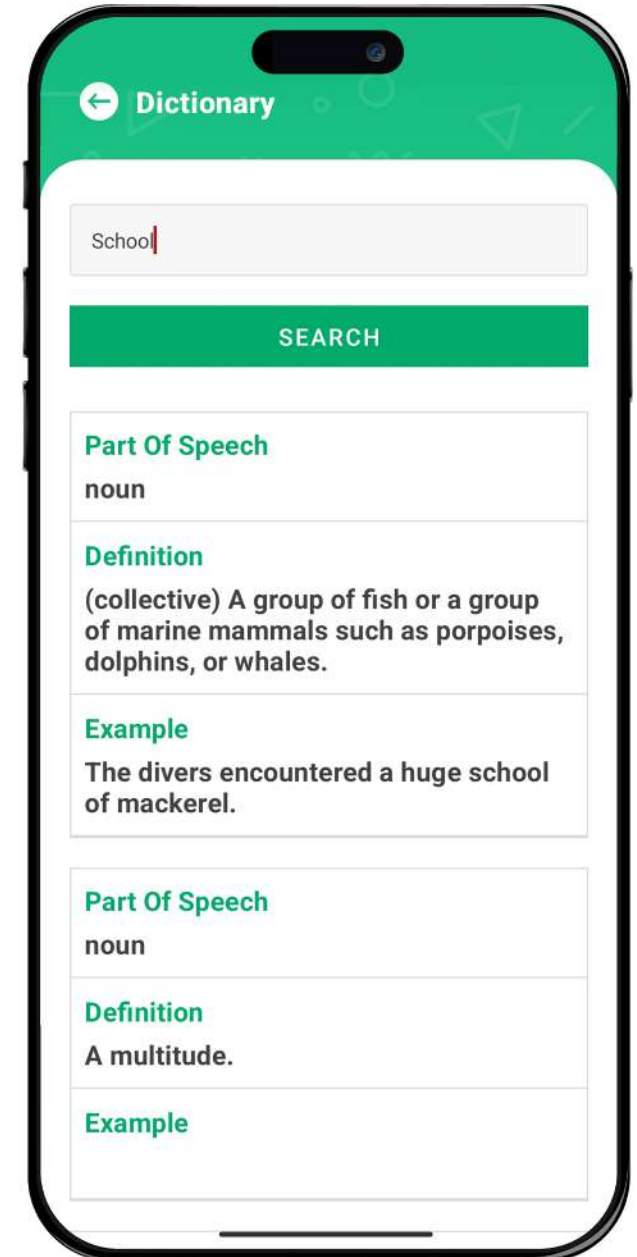 Dictionary
School
SEARCH
Part Of Speech
noun
Definition
(collective) A group of fish or a group
of marine mammals such as porpoises,
dolphins, or whales.
Example
The divers encountered a huge school
of mackerel.
Part Of Speech
noun
Definition
A multitude.
Example